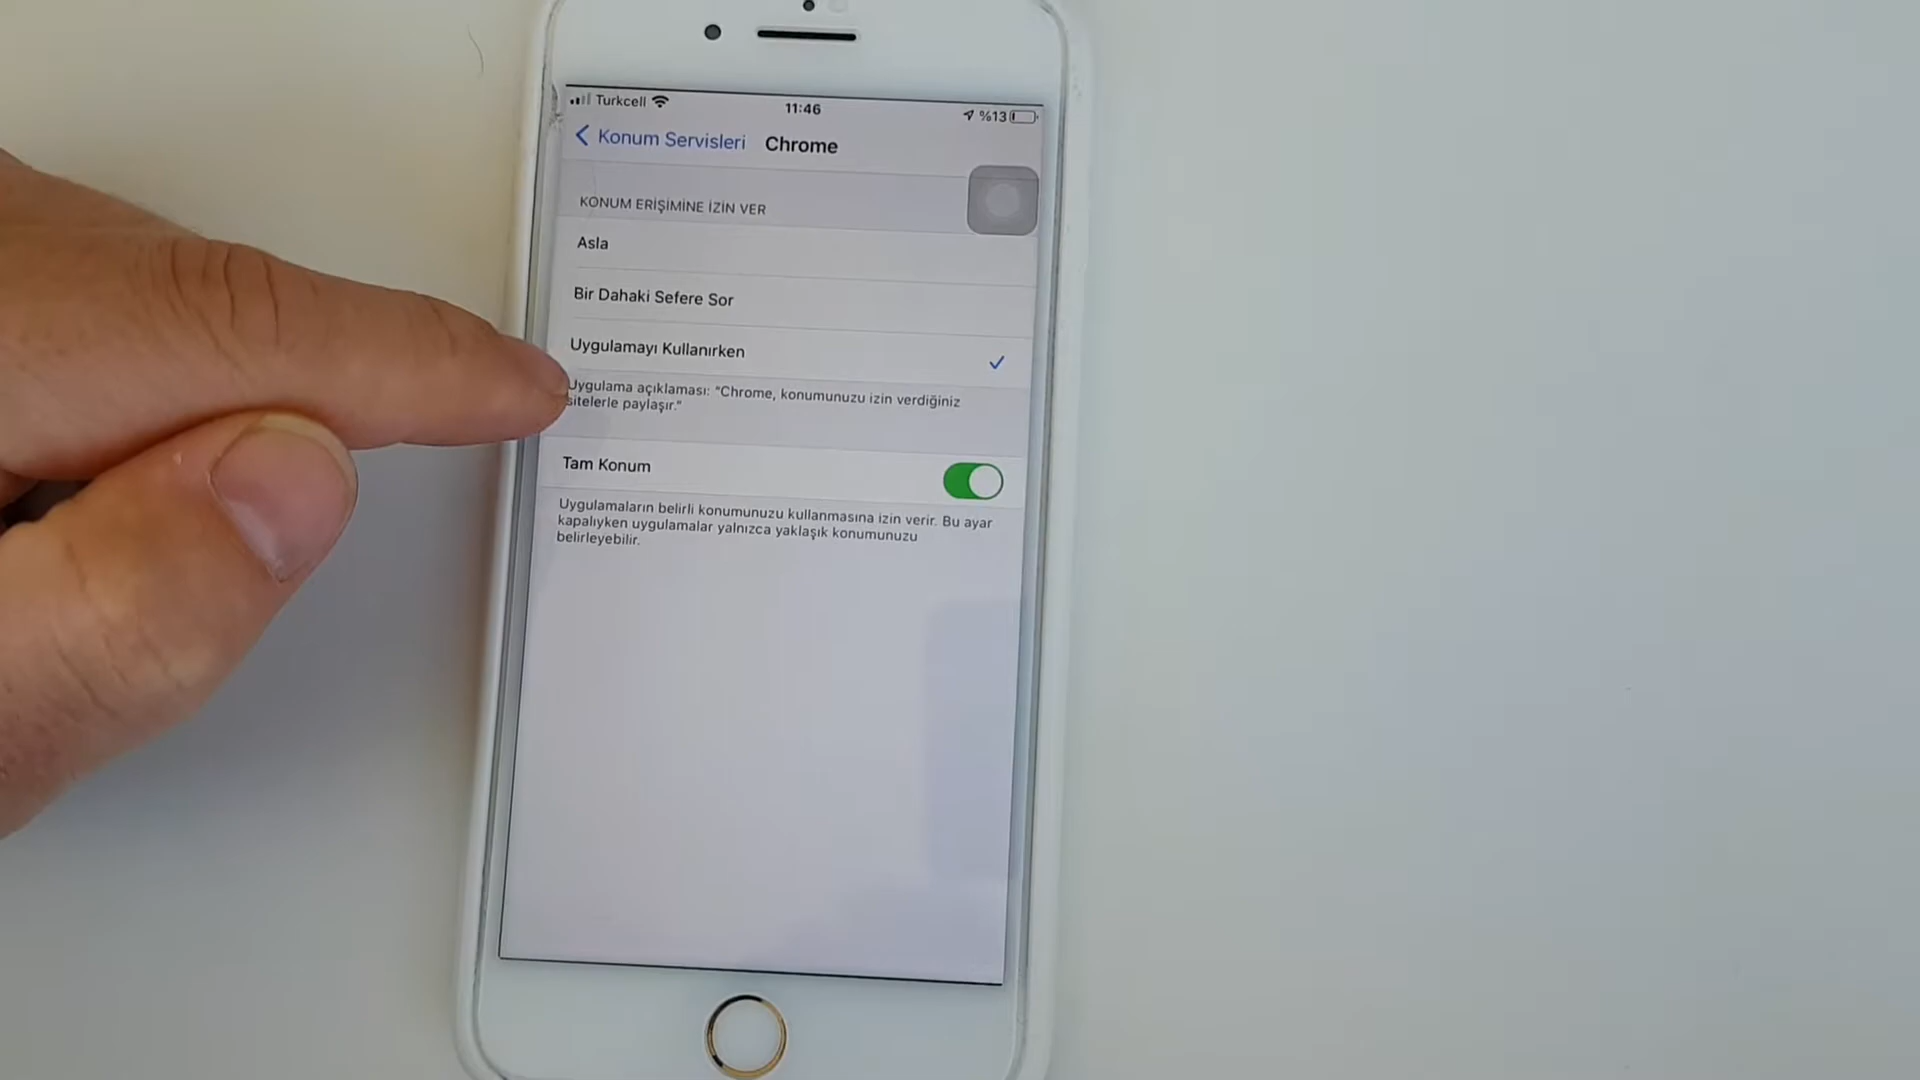 Turkcell
11:46
%13
Konum Servisleri
Chrome
KONUM ERİŞİMİNE İZİN VER
Asla
Bir Dahaki Sefere Sor
Uygulamayı Kullanırken
Uygulama açıklaması: “Chrome, konumunuzu izin verdiğiniz
sitelerle paylaşır.”
Tam Konum
Uygulamaların belirli konumunuzu kullanmasına izin verir. Bu ayar
kapalıyken uygulamalar yalnızca yaklaşık konumunuzu
belirleyebilir.